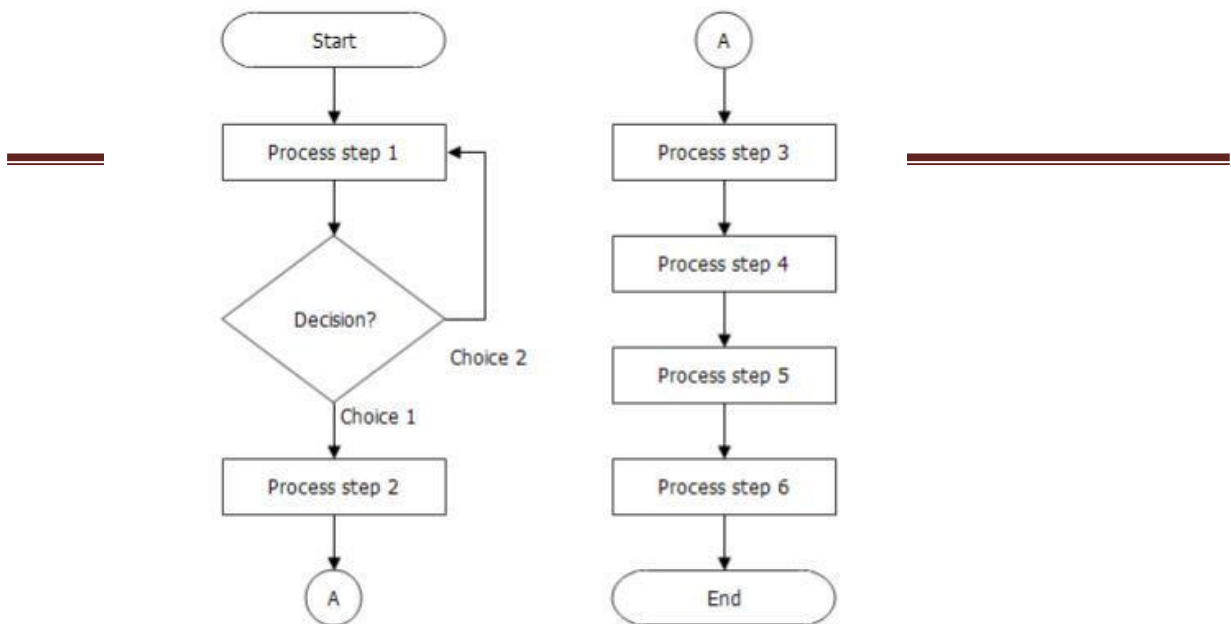 Start
Process step 1
Decision?
Choice 2
Choice 1
Process step 2
A
A
Process step 3
Process step 4
Process step 5
Process step 6
End